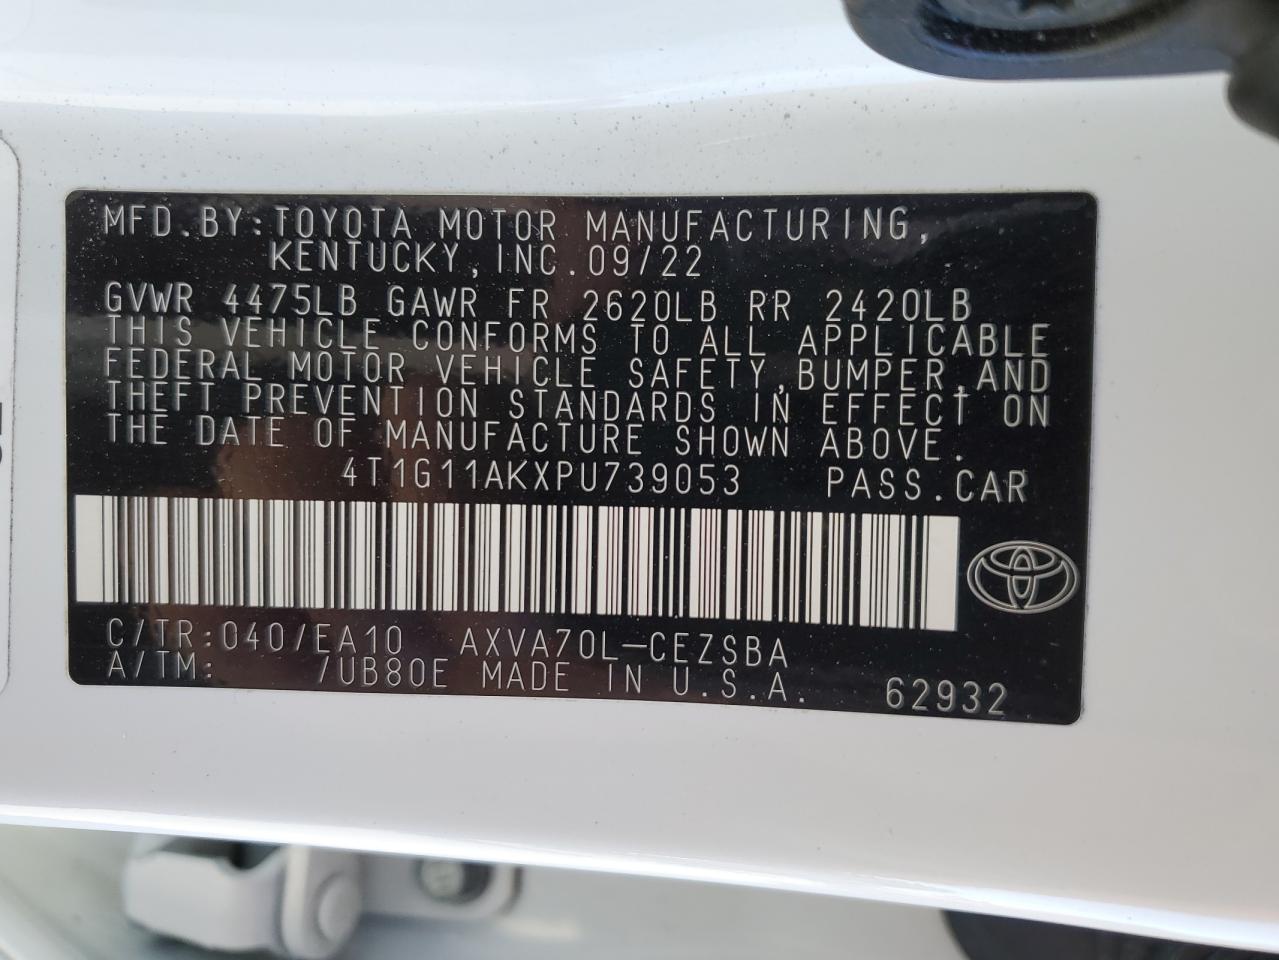 MFD.BY:TOYOTA MOTOR MANUFACTURING,
KENTUCKY,INC.09/22
GVWR 4475LB GAWR FR 2620LB RR 2420LB
THIS VEHICLE CONFORMS TO ALL APPLICABLE
FEDERAL MOTOR VEHICLE SAFETY,BUMPER,AND
THEFT PREVENTION STANDARDS IN EFFECT ON
THE DATE OF MANUFACTURE SHOWN ABOVE.
4T1G11AKXPU739053 PASS.CAR
C/TR:040/EA10 AXVA70L-CEZSBA
A/TM: /UB80E MADE IN U.S.A. 62932